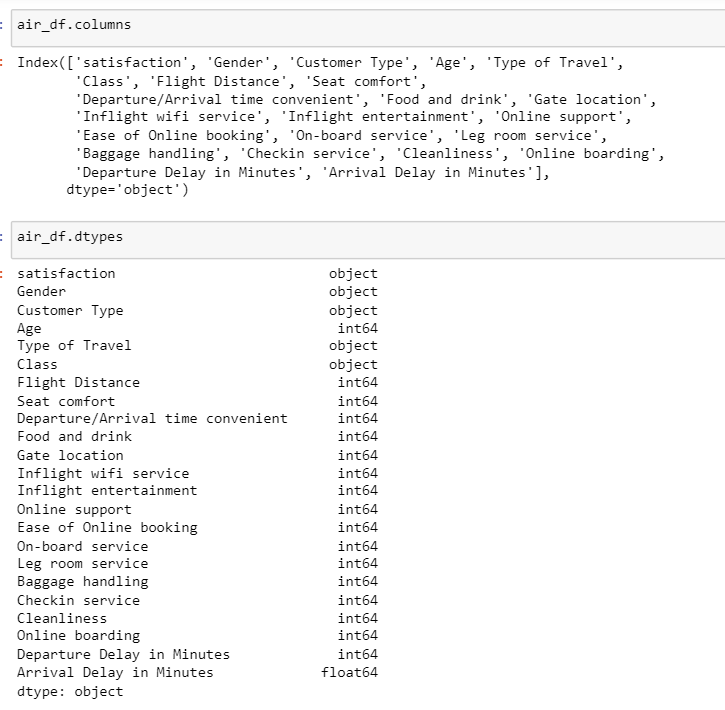 : air_df.columns
: Index(['satisfaction', 'Gender', 'Customer Type', 'Age', 'Type of Travel',
'Class', 'Flight Distance', 'Seat comfort',
'Departure/Arrival time convenient', 'Food and drink', 'Gate location',
'Inflight wifi service', 'Inflight entertainment', 'Online support',
'Ease of Online booking', 'On-board service', 'Leg room service',
'Baggage handling', 'Checkin service', 'Cleanliness', 'Online boarding',
'Departure Delay in Minutes', 'Arrival Delay in Minutes'],
dtype='object')
: air_df.dtypes
: satisfaction object
Gender object
Customer Type object
Age int64
Type of Travel object
Class object
Flight Distance int64
Seat comfort int64
Departure/Arrival time convenient int64
Food and drink int64
Gate location int64
Inflight wifi service int64
Inflight entertainment int64
Online support int64
Ease of Online booking int64
On-board service int64
Leg room service int64
Baggage handling int64
Checkin service int64
Cleanliness int64
Online boarding int64
Departure Delay in Minutes int64
Arrival Delay in Minutes float64
dtype: object